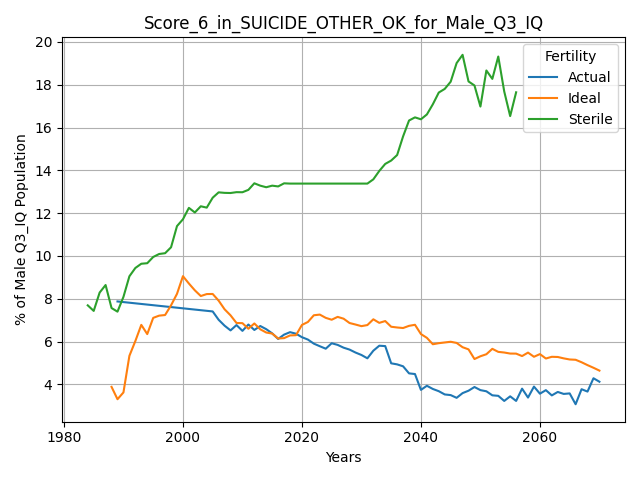 Score_6_in_SUICIDE_OTHER_OK_for_Male_Q3_IQ
% of Male Q3_IQ Population
20
18
16
14
12
10
8
6
4
Fertility
Actual
Ideal
Sterile
1980
2000
2020
2040
2060
Years